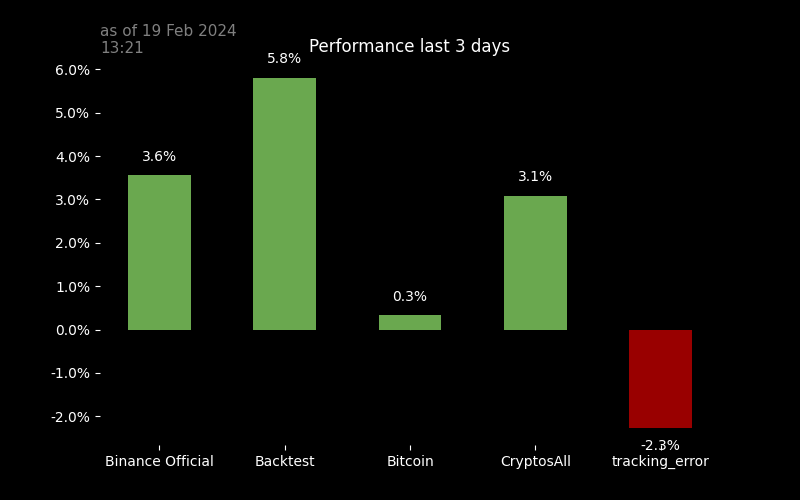 as of 19 Feb 2024
13:21
Performance last 3 days
6.0%
5.0%
4.0%
3.0%
2.0%
1.0%
0.0%
-1.0%
-2.0%
3.6%
5.8%
0.3%
3.1%
-2.3%
Binance Official
Backtest
Bitcoin
CryptosAll
tracking_error